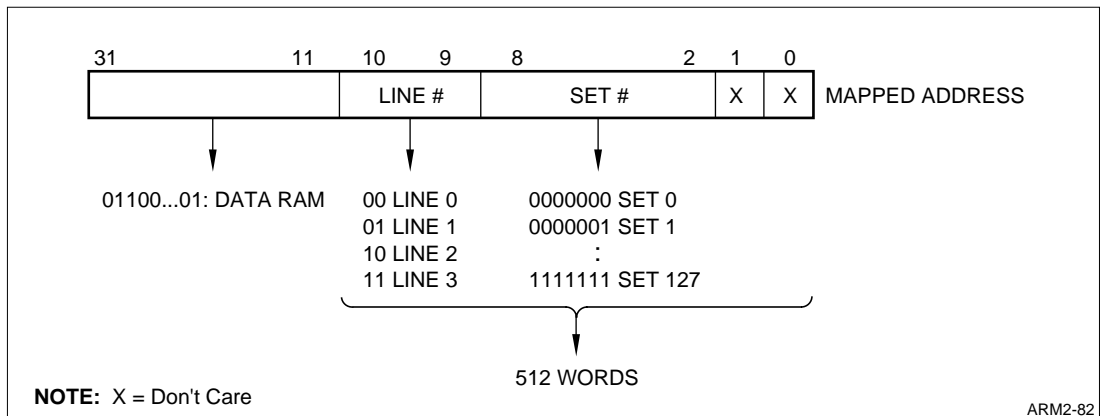 31 11 10 9 8 2 1 0
LINE # SET # X X MAPPED ADDRESS
01100...01: DATA RAM 00 LINE 0 0000000 SET 0
01 LINE 1 0000001 SET 1
10 LINE 2 :
11 LINE 3 1111111 SET 127
512 WORDS
NOTE: X = Don't Care
ARM2-82